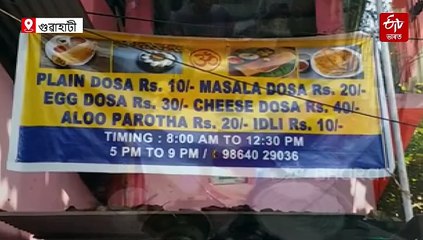 গুৱাহাটী
etv
ভাৰত
PLAIN DOSA Rs. 10/- MASALA DOSA Rs. 20/-
EGG DOSA Rs. 30/- CHEESE DOSA Rs. 40/-
ALOO PAROTHA Rs. 20/- IDLI Rs. 10/-
TIMING : 8:00 AM TO 12:30 PM
5 PM TO 9 PM / 98640 29036